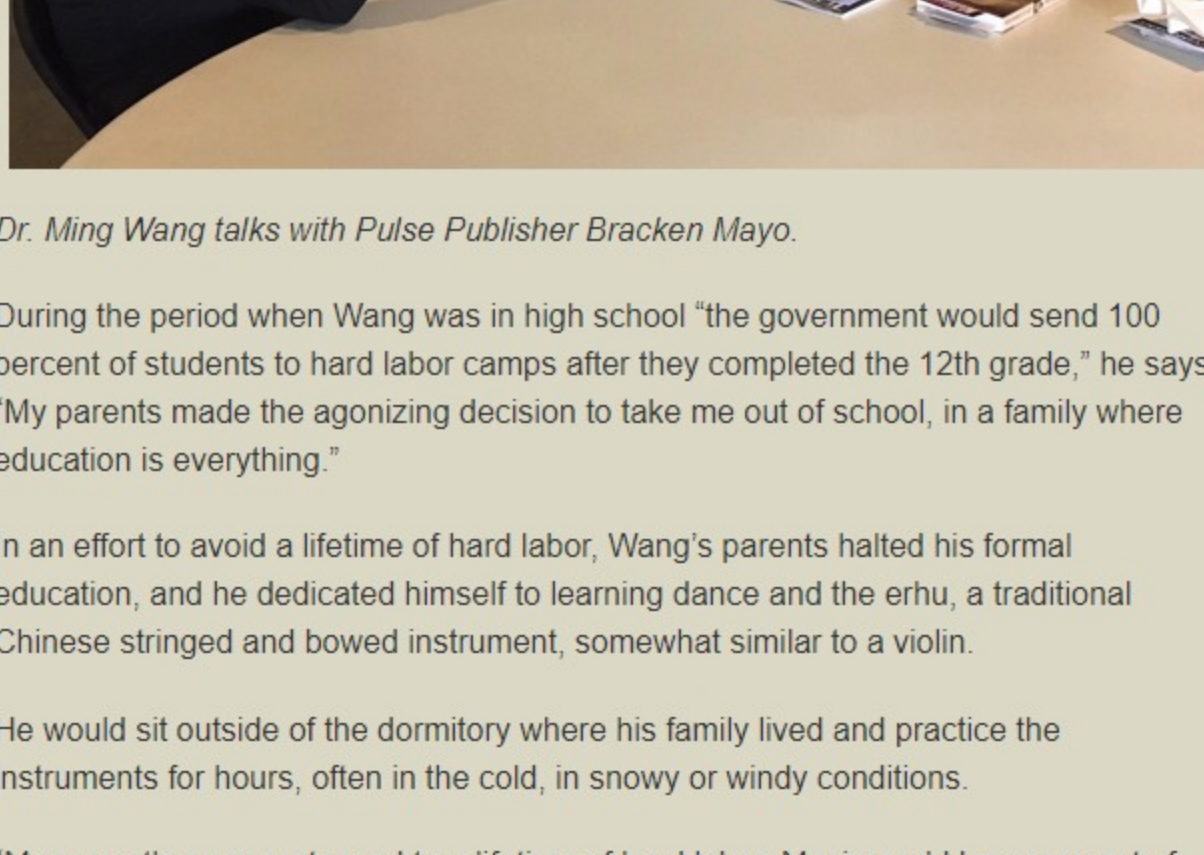 Dr. Ming Wang talks with Pulse Publisher Bracken Mayo.
During the period when Wang was in high school “the government would send 100
percent of students to hard labor camps after they completed the 12th grade,” he says
“My parents made the agonizing decision to take me out of school, in a family where
education is everything.”
In an effort to avoid a lifetime of hard labor, Wang’s parents halted his formal
education, and he dedicated himself to learning dance and the erhu, a traditional
Chinese stringed and bowed instrument, somewhat similar to a violin.
He would sit outside of the dormitory where his family lived and practice the
instruments for hours, often in the cold, in snowy or windy conditions.